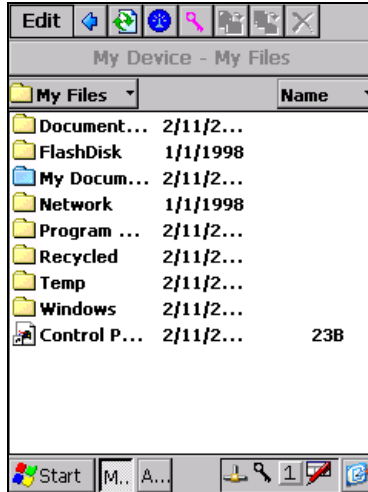 Edit
My Device - My Files
My Files Name
Document... 2/11/2...
FlashDisk 1/1/1998
My Docum... 2/11/2...
Network 1/1/1998
Program ... 2/11/2...
Recycled 2/11/2...
Temp 2/11/2...
Windows 2/11/2...
Control P... 2/11/2... 23B
Start M.. A... 1